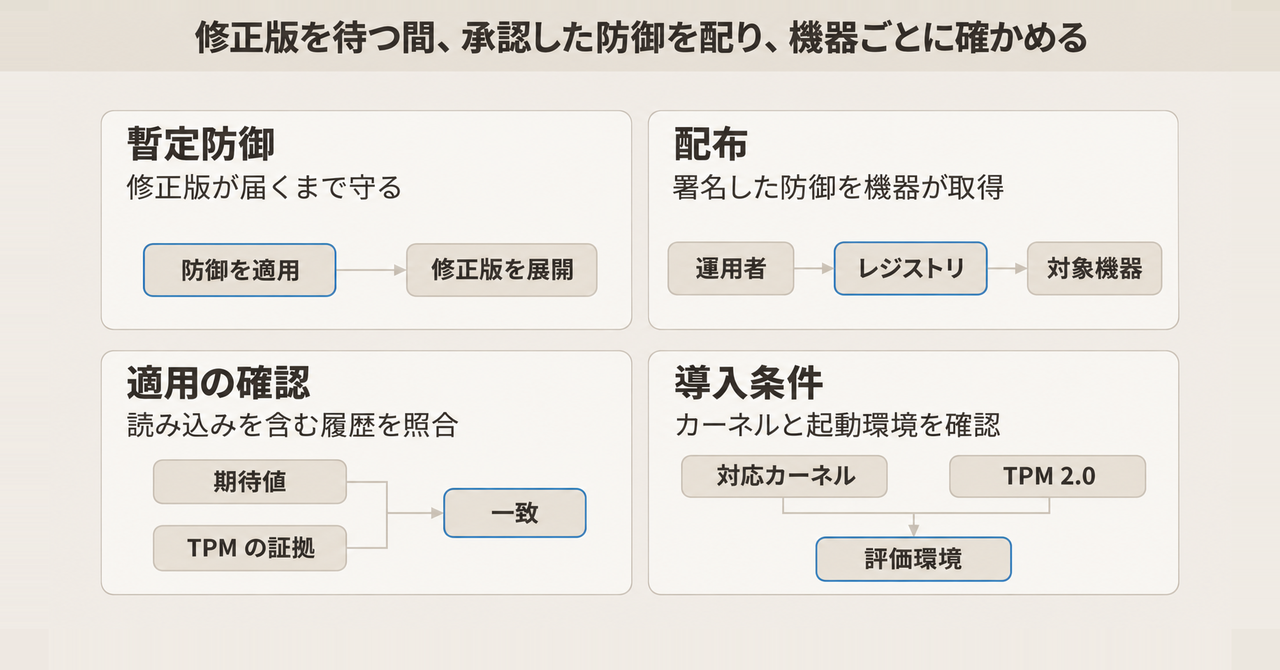 修正版を待つ間、承認した防御を配り、機器ごとに確かめる
暫定防御
修正版が届くまで守る
防御を適用
修正版を展開
配布
署名した防御を機器が取得
運用者
レジストリ
対象機器
適用の確認
読み込みを含む履歴を照合
期待値
TPM の証拠
一致
導入条件
カーネルと起動環境を確認
対応カーネル
TPM 2.0
評価環境